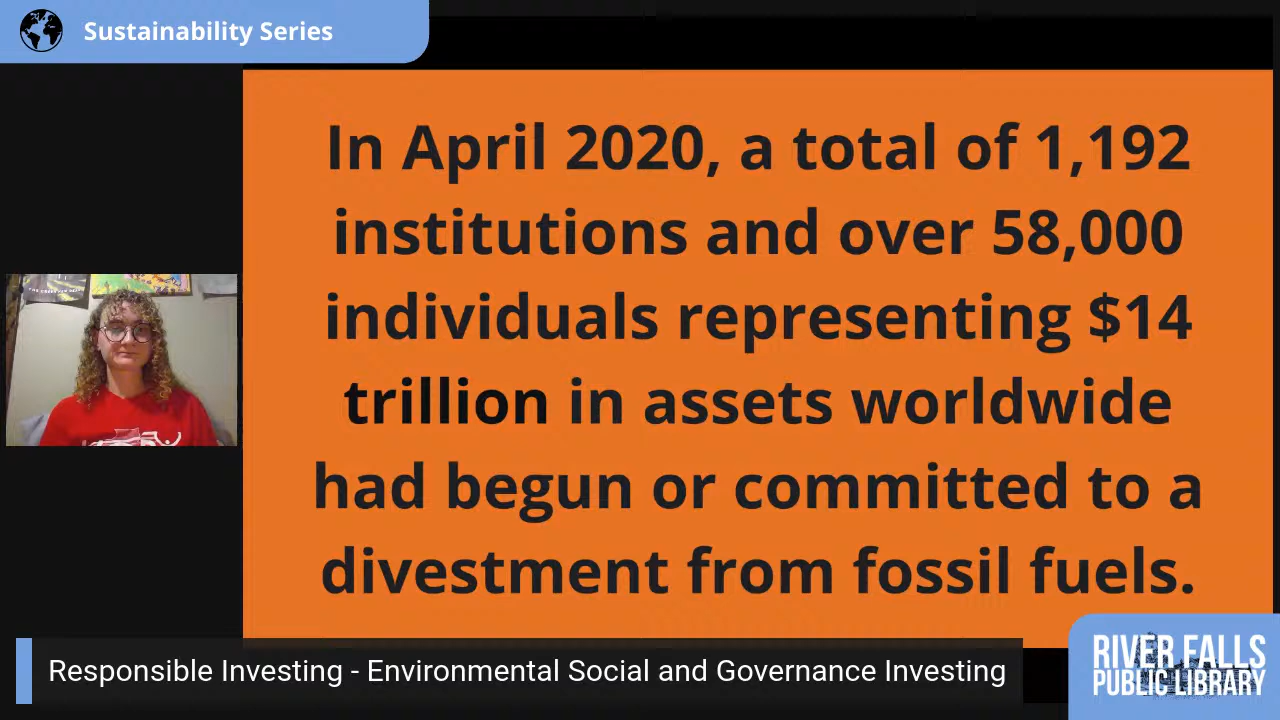 Sustainability Series
In April 2020, a total of 1,192
institutions and over 58,000
individuals representing $14
trillion in assets worldwide
had begun or committed to a
divestment from fossil fuels.
Responsible Investing - Environmental Social and Governance Investing
RIVER FALLS
PUBLIC LIBRARY